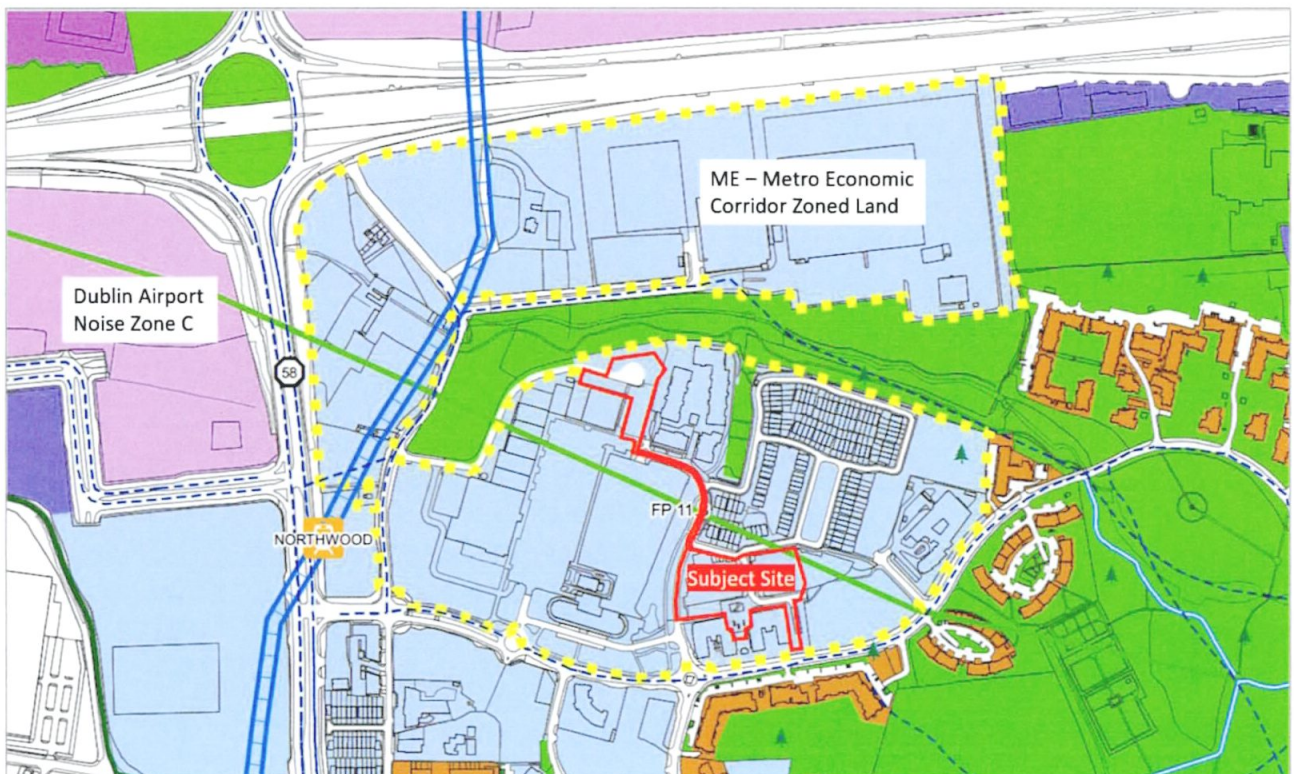 ME – Metro Economic
Corridor Zoned Land
Dublin Airport
Noise Zone C
58
FP 11
NORTHWOOD
Subject Site